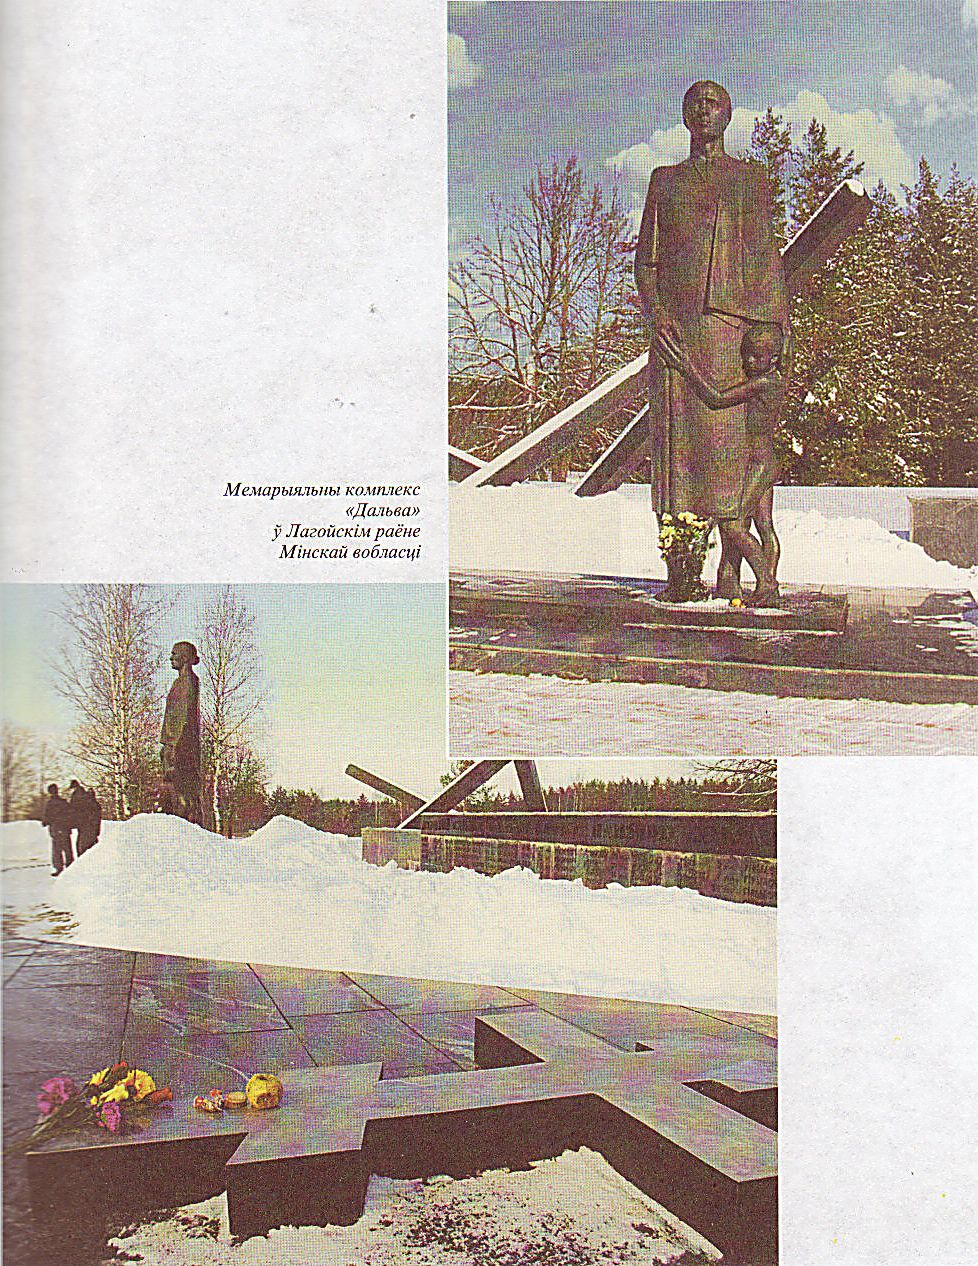 Мемарыяльны комплекс
«Дальва»
ў Лагойскім раёне
Мінскай вобласці